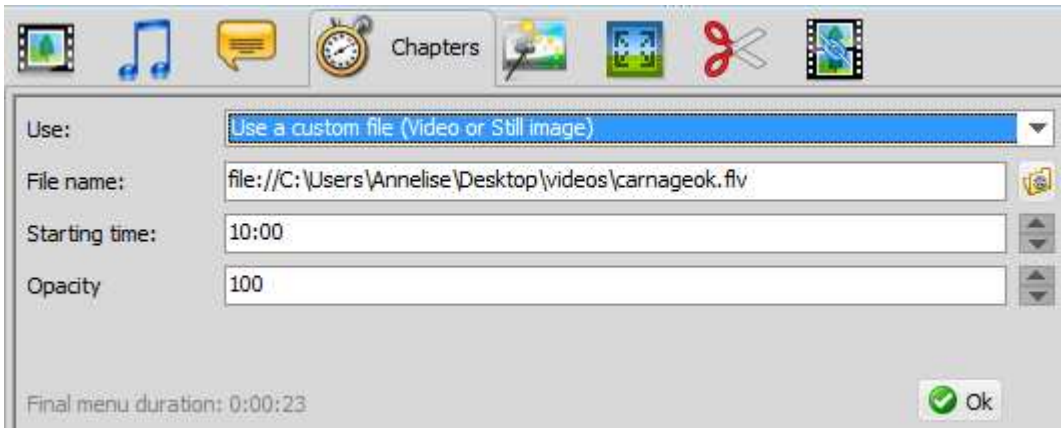 Chapters
Use: Use a custom file (Video or Still image)
File name: file://C:\Users\Annelise\Desktop\videos\carnageok.flv
Starting time: 10:00
Opacity 100
Final menu duration: 0:00:23 Ok